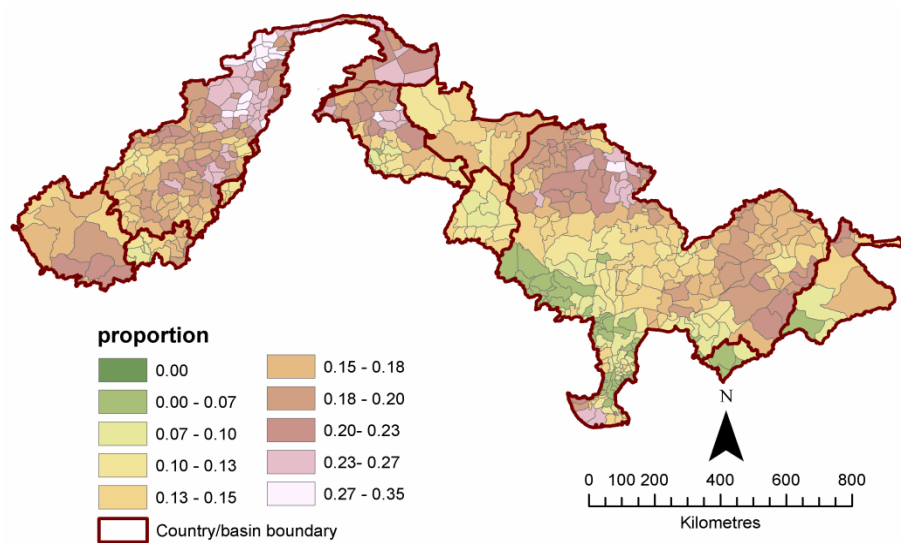 N
proportion
0.00
0.00 - 0.07
0.07 - 0.10
0.10 - 0.13
0.13 - 0.15
0.15 - 0.18
0.18 - 0.20
0.20- 0.23
0.23- 0.27
0.27 - 0.35
Country/basin boundary
0 100 200 400 600 800
Kilometres